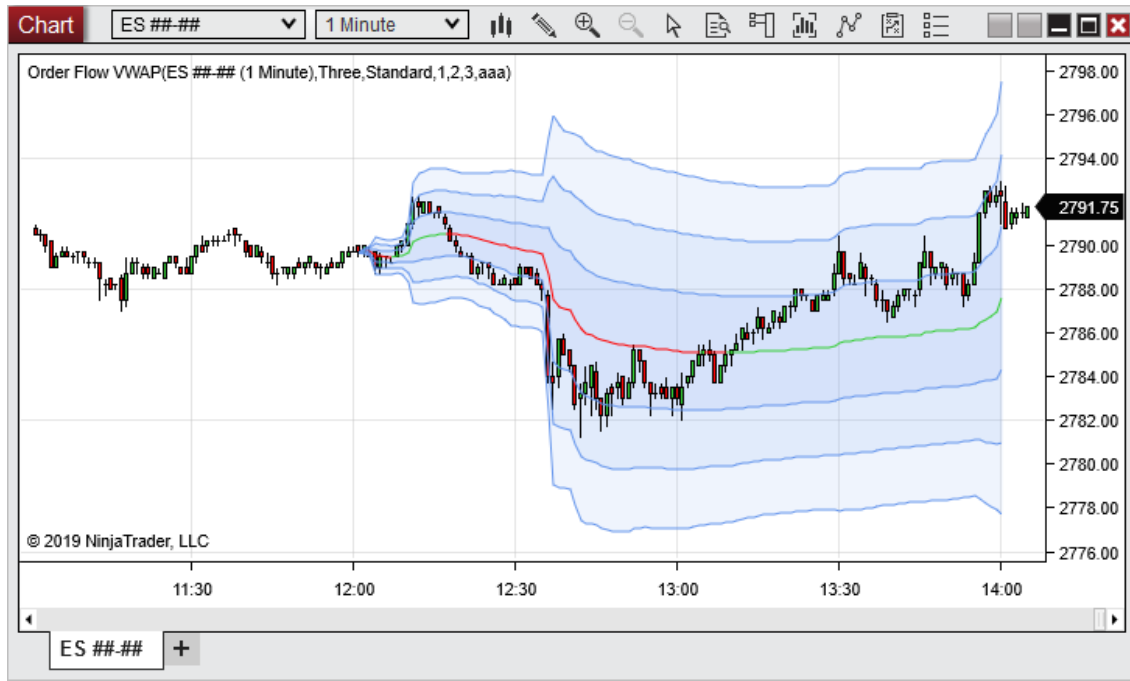 Chart ES ##-## 1 Minute
Order Flow VWAP(ES ##-## (1 Minute),Three,Standard,1,2,3,aaa)
2798.00
2796.00
2794.00
2791.75
2790.00
2788.00
2786.00
2784.00
2782.00
2780.00
2778.00
2776.00
© 2019 NinjaTrader, LLC
11:30 12:00 12:30 13:00 13:30 14:00
ES ##-## +